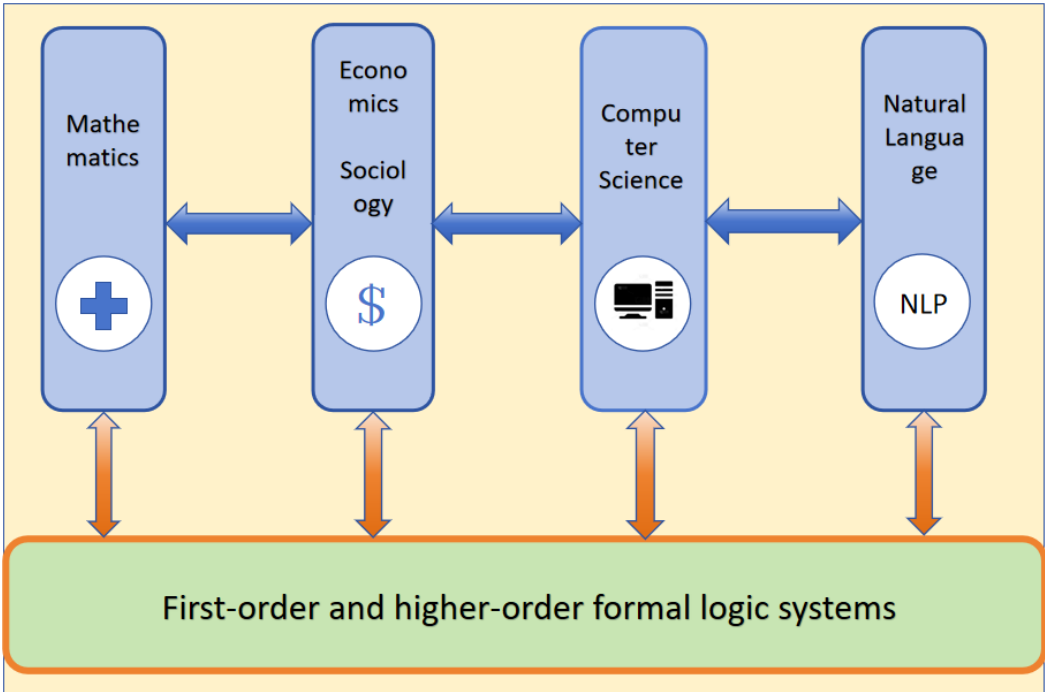 Mathe
matics
Econo
mics
Sociol
ogy
$
Compu
ter
Science
Natural
Langua
ge
NLP
First-order and higher-order formal logic systems